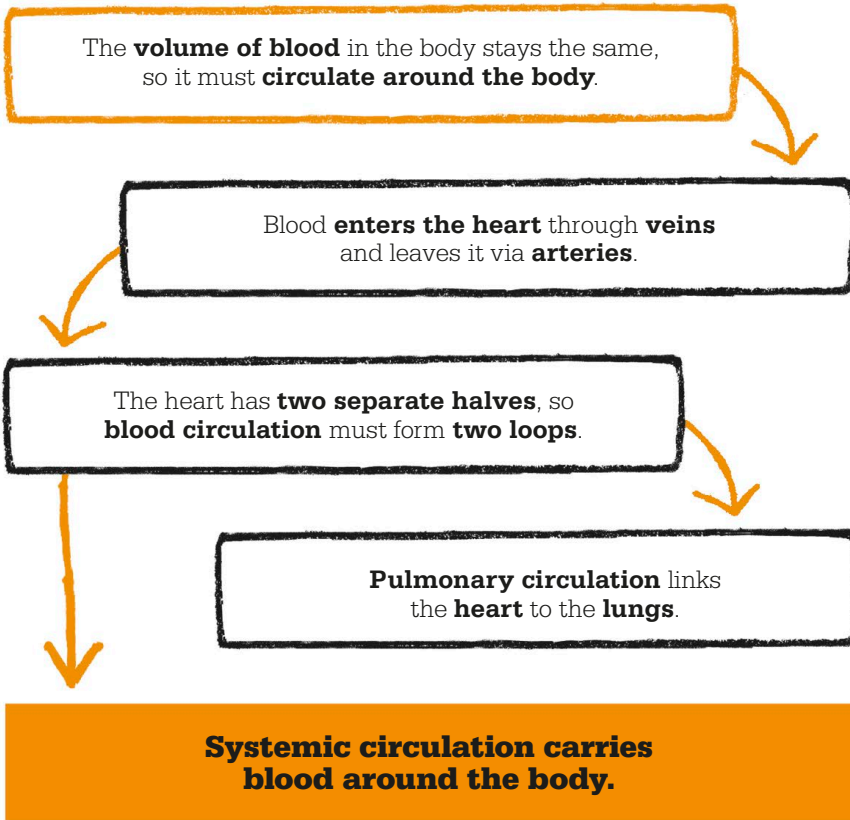 The volume of blood in the body stays the same,
so it must circulate around the body.
Blood enters the heart through veins
and leaves it via arteries.
The heart has two separate halves, so
blood circulation must form two loops.
Pulmonary circulation links
the heart to the lungs.
Systemic circulation carries
blood around the body.